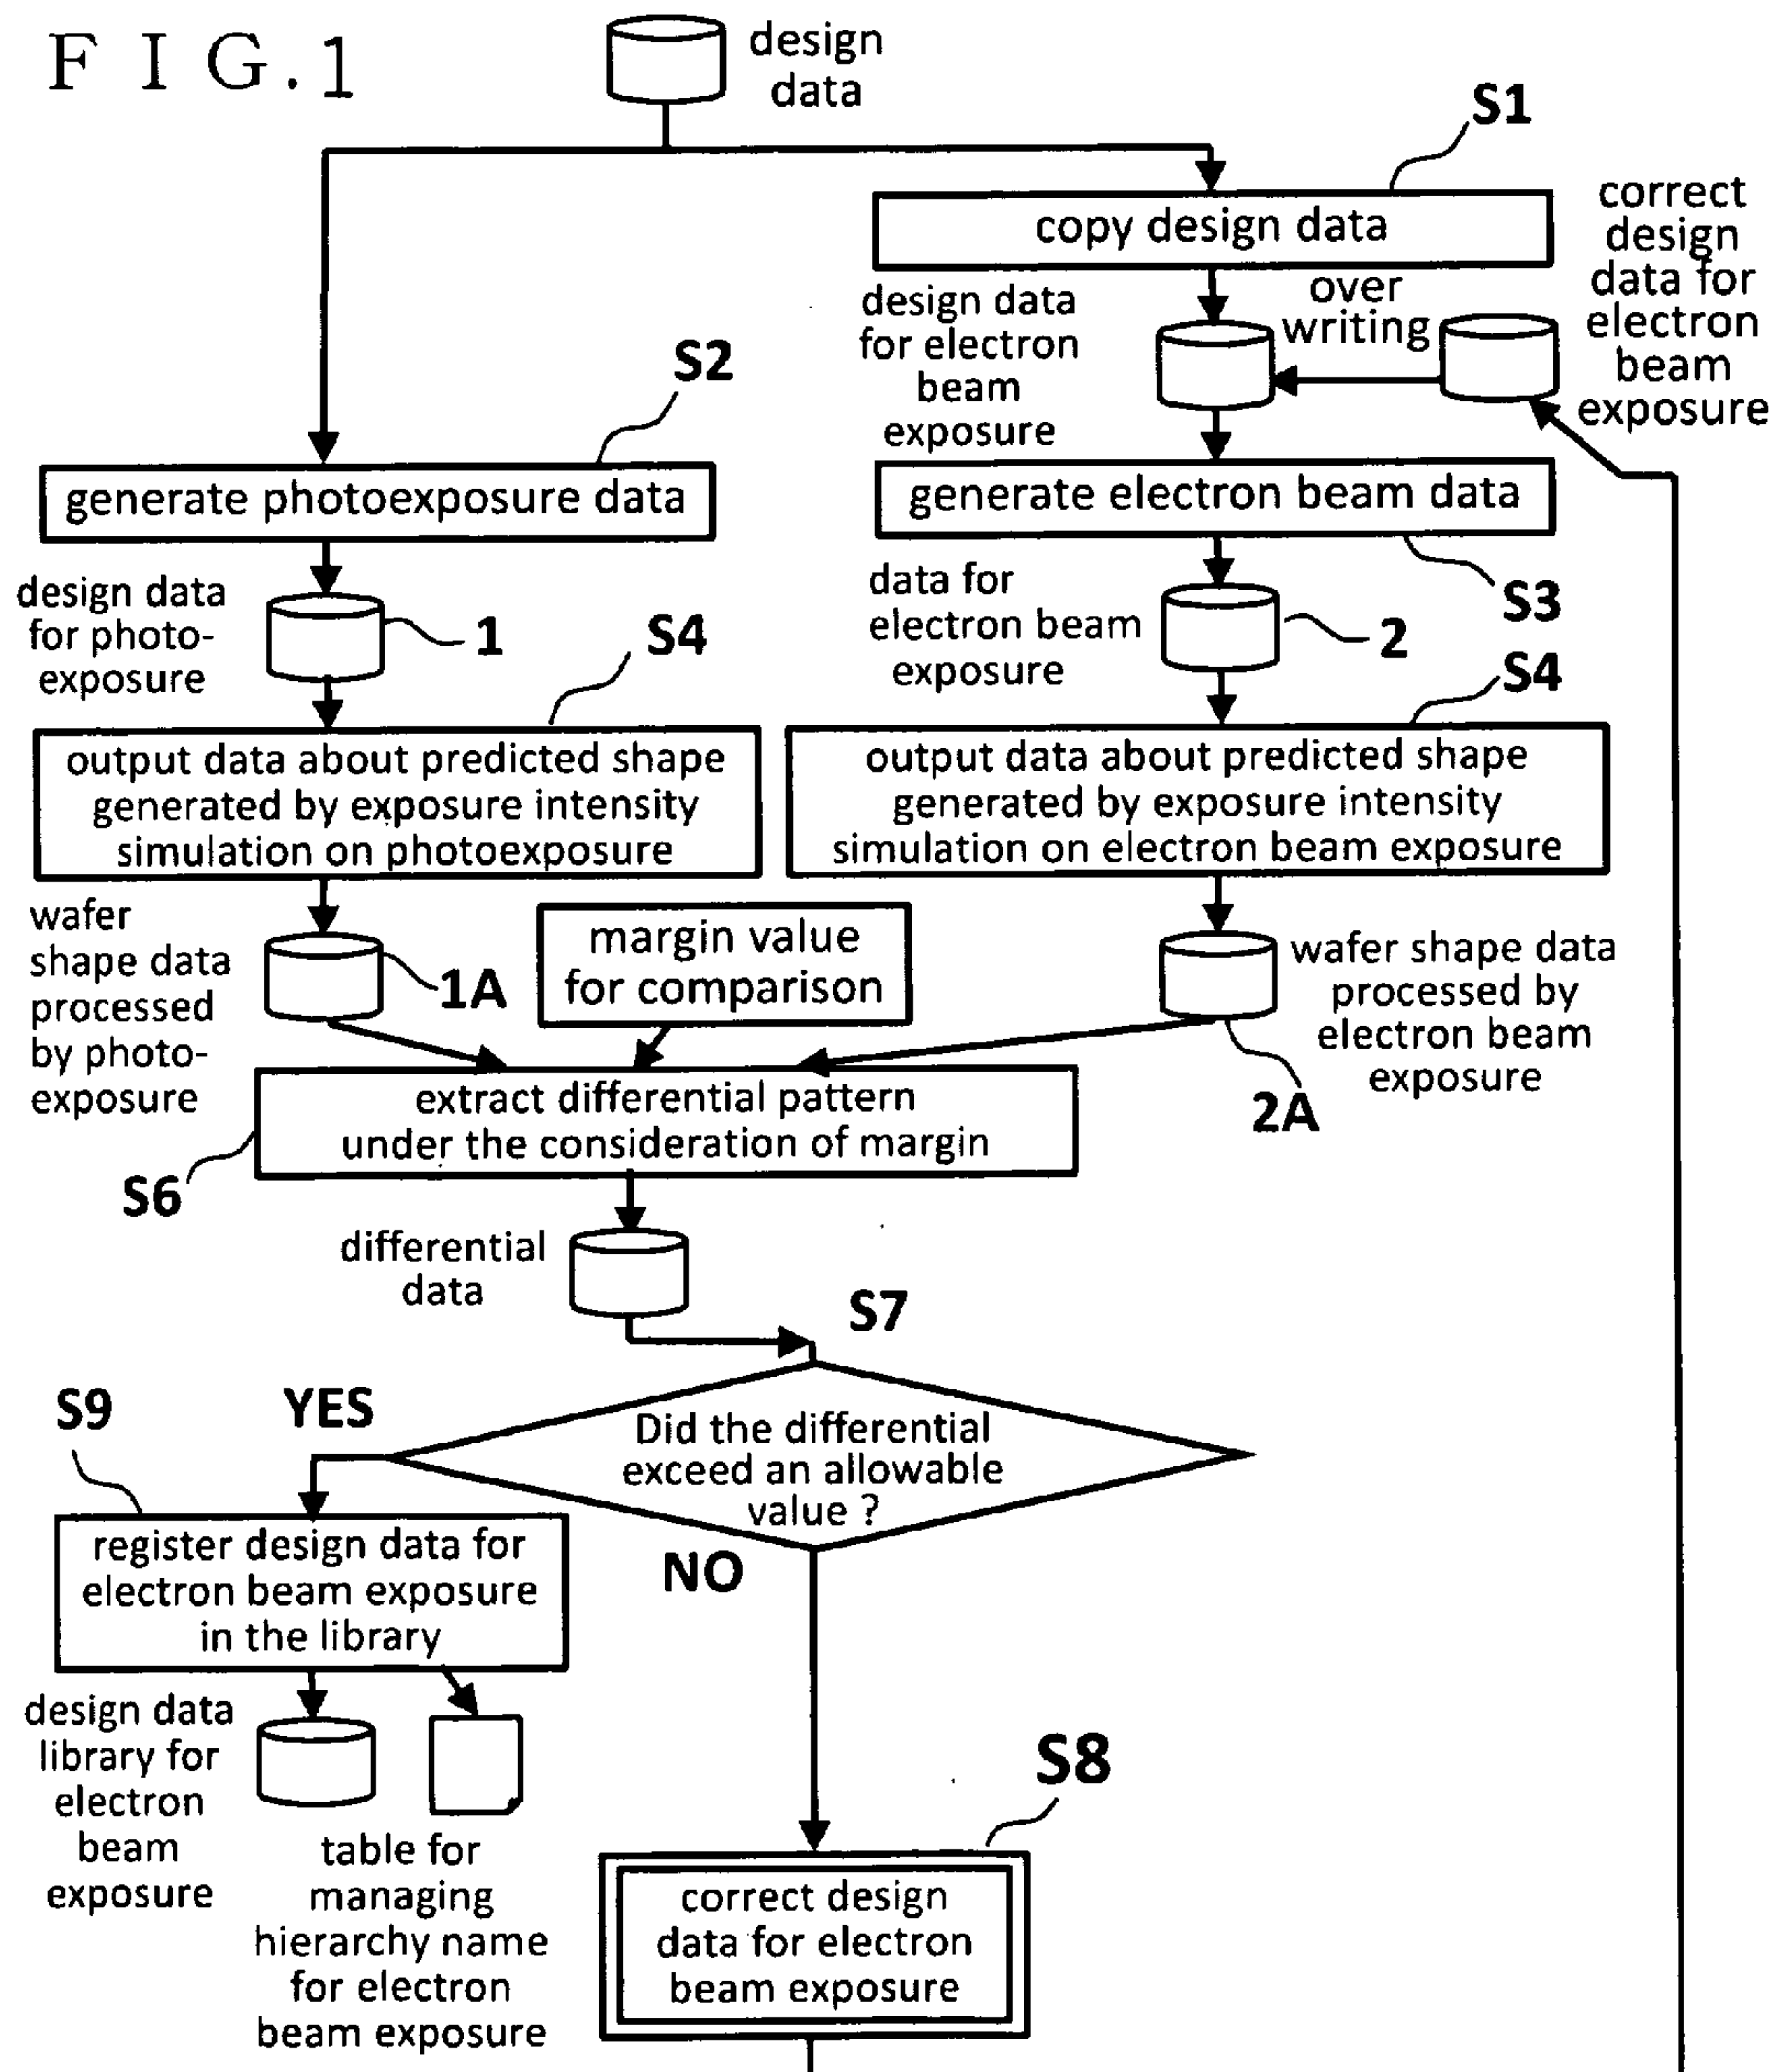 F I G.1
design
data
S1
copy design data
correct
design
data for
electron
beam
exposure
over
writing
design data
for electron
beam
exposure
S2
generate photoexposure data
generate electron beam data
S3
design data
for photo-
exposure
1
data for
electron beam
exposure
2
S4
output data about predicted shape
generated by exposure intensity
simulation on photoexposure
S4
output data about predicted shape
generated by exposure intensity
simulation on electron beam exposure
wafer
shape data
processed
by photo-
exposure
1A
margin value
for comparison
wafer shape data
processed by
electron beam
exposure
2A
extract differential pattern
under the consideration of margin
S6
differential
data
S7
Did the differential
exceed an allowable
value ?
YES
NO
S9
register design data for
electron beam exposure
in the library
design data
library for
electron
beam
exposure
table for
managing
hierarchy name
for electron
beam exposure
S8
correct design
data for electron
beam exposure